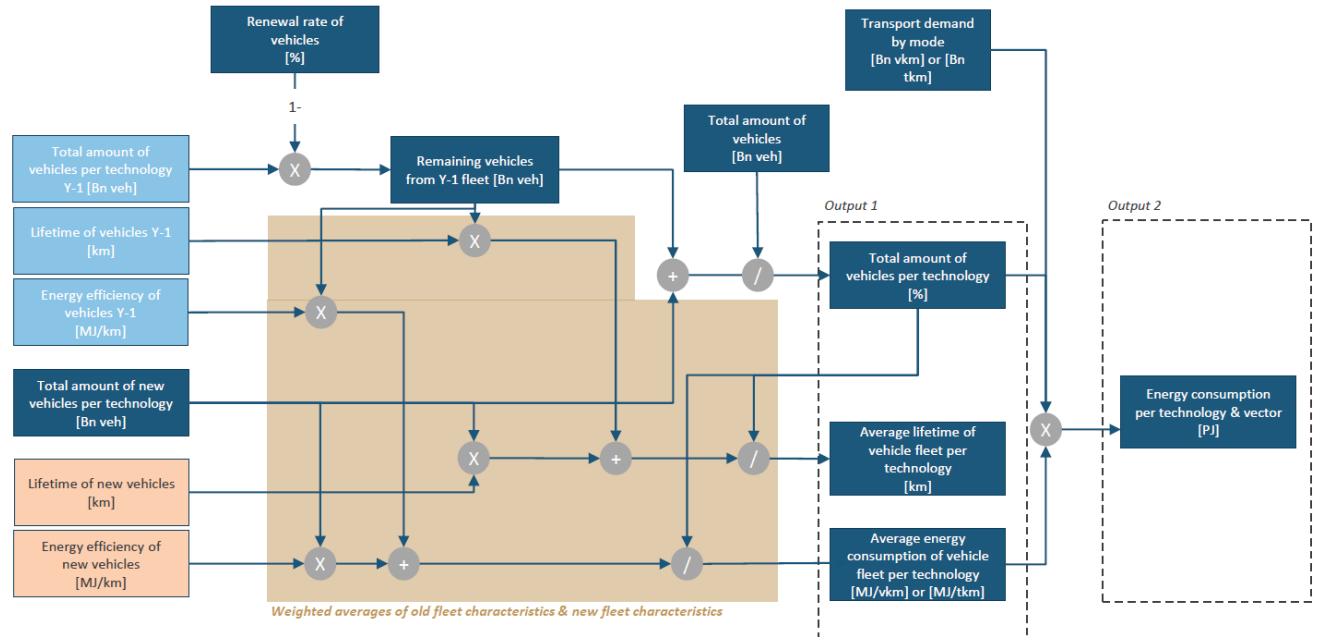 Renewal rate of
vehicles
[%]
Transport demand
by mode
[Bn vkm] or [Bn
tkm]
1-
Total amount of
vehicles
[Bn veh]
Total amount of
vehicles per technology
Y-1 [Bn veh]
X
Remaining vehicles
from Y-1 fleet [Bn veh]
Output 1
Output 2
Lifetime of vehicles Y-1
[km]
X
+
/
Total amount of
vehicles per technology
[%]
Energy efficiency of
vehicles Y-1
[MJ/km]
X
Total amount of new
vehicles per technology
[Bn veh]
Energy consumption
per technology & vector
[PJ]
X
X
+
/
Average lifetime of
vehicle fleet per
technology
[km]
Lifetime of new vehicles
[km]
Energy efficiency of
new vehicles
[MJ/km]
X
+
/
Average energy
consumption of vehicle
fleet per technology
[MJ/vkm] or [MJ/tkm]
Weighted averages of old fleet characteristics & new fleet characteristics